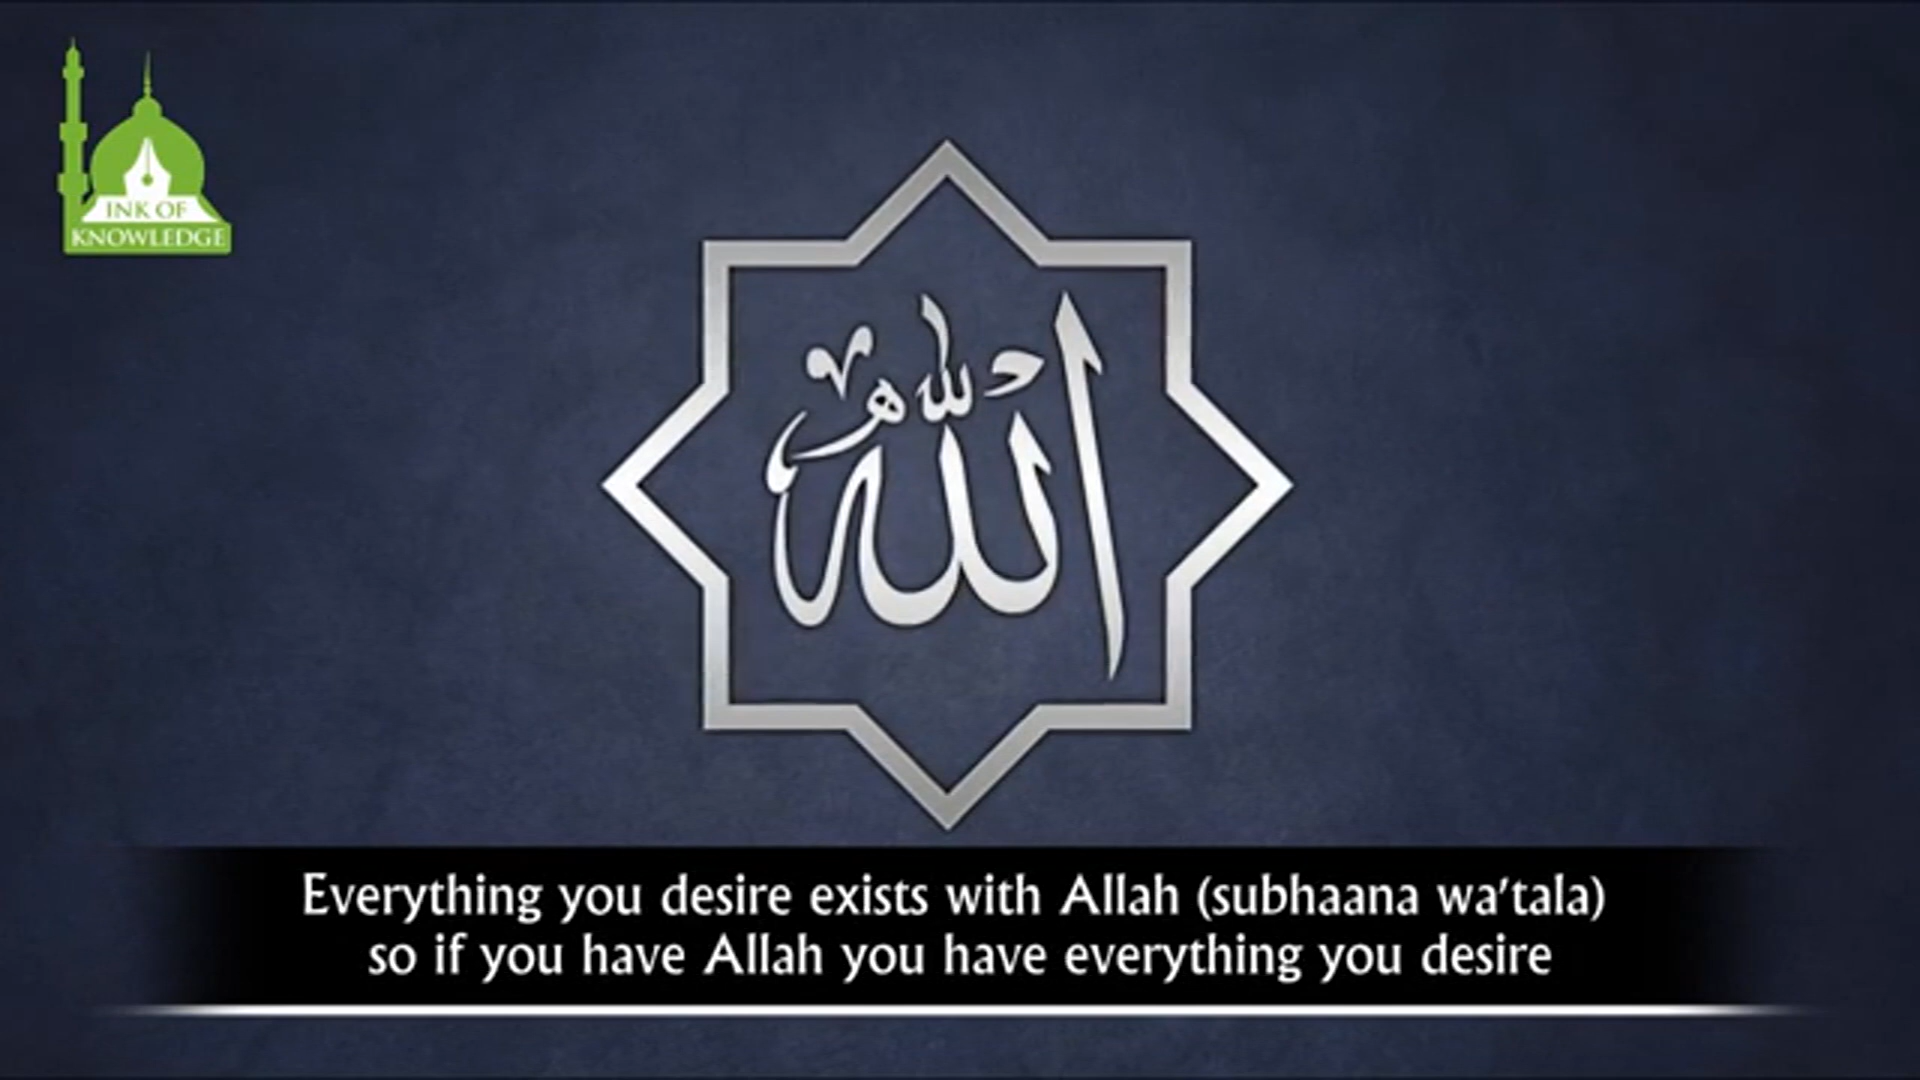 INK OF
KNOWLEDGE
الله
Everything you desire exists with Allah (subhaana wa'tala)
so if you have Allah you have everything you desire